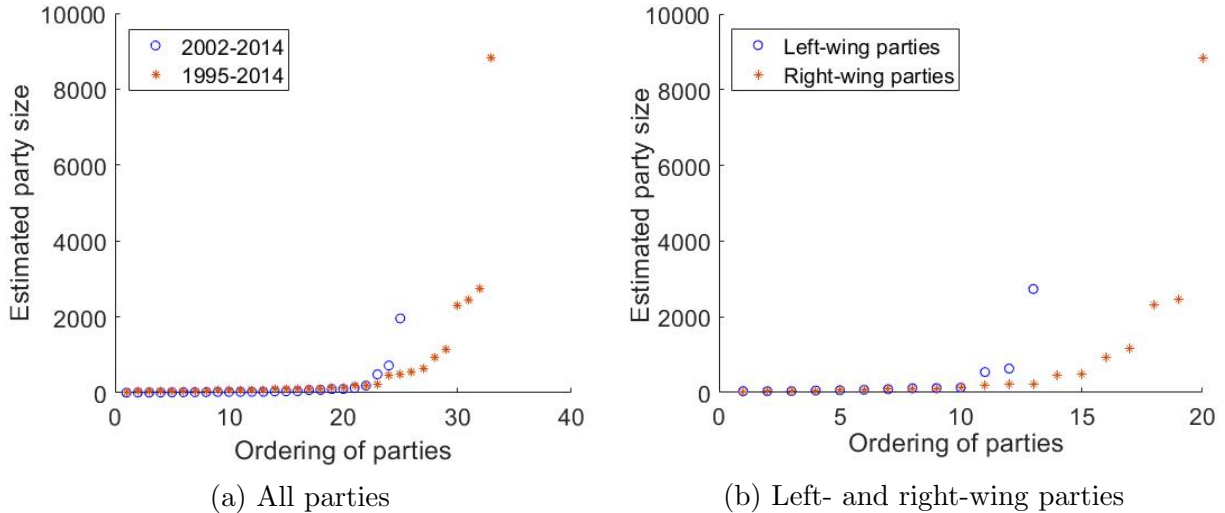 10000
8000
6000
4000
2000
0
Estimated party size
2002-2014
1995-2014
0 10 20 30 40
Ordering of parties
(a) All parties
10000
8000
6000
4000
2000
0
Estimated party size
Left-wing parties
Right-wing parties
0 5 10 15 20
Ordering of parties
(b) Left- and right-wing parties